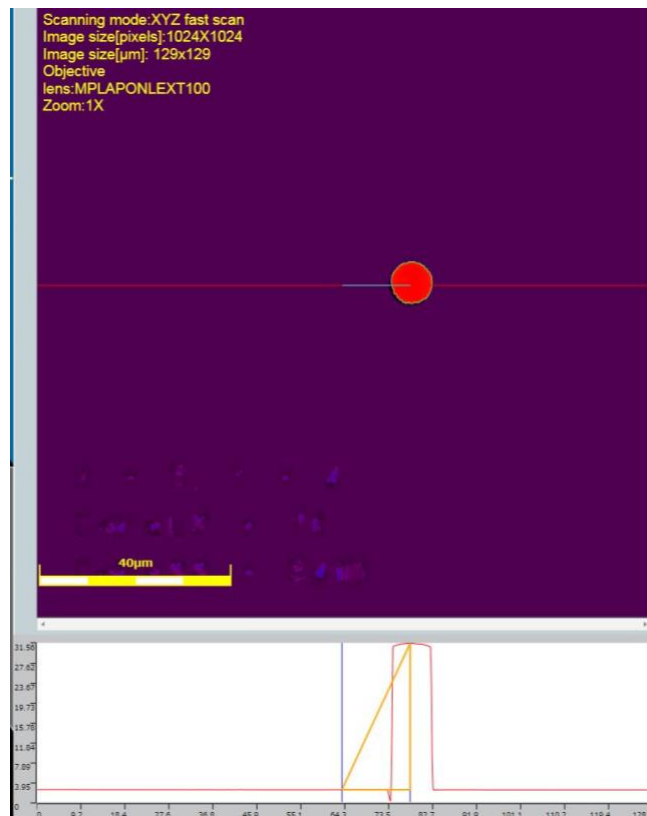 Scanning mode:XYZ fast scan
Image size[pixels]:1024X1024
Image size[µm]: 129x129
Objective
lens:MPLAPONLEXT100
Zoom:1X
40µm
31.58
27.62
23.67
19.73
15.78
11.84
7.89
3.95
0
0 9.2 18.4 27.6 36.8 45.9 55.1 64.3 73.5 82.7 91.9 101.1 110.2 119.4